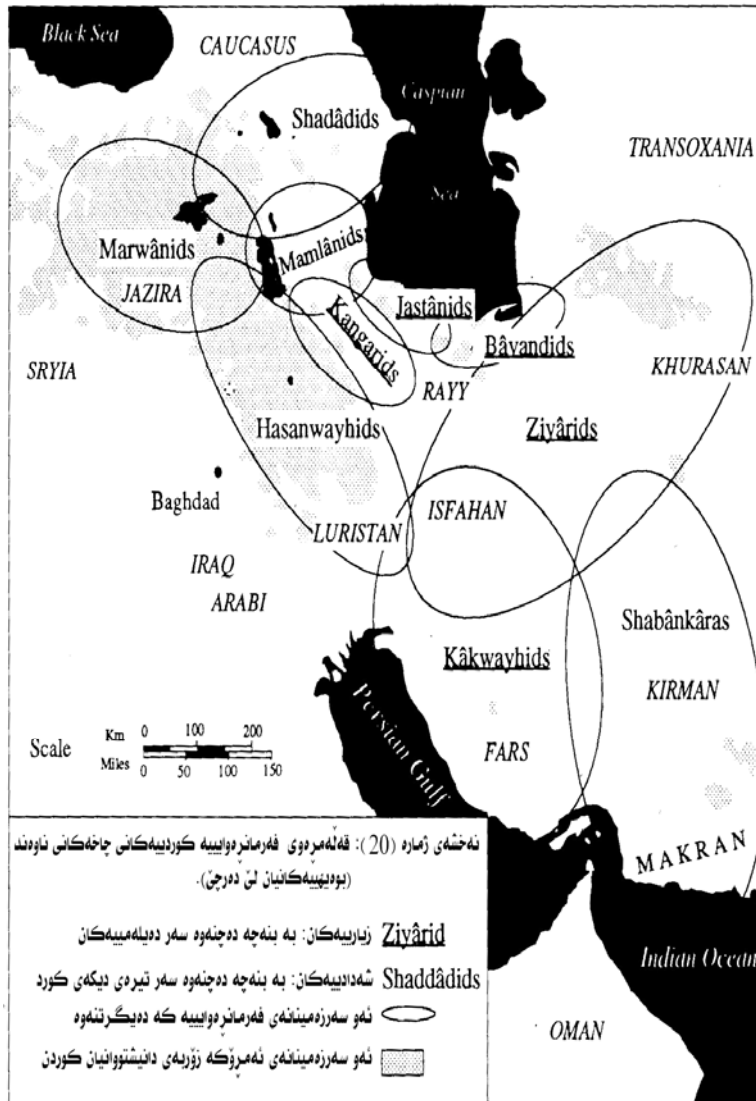 Black Sea
CAUCASUS
Caspian
Shadâdids
TRANSOXANIA
Sea
Marwânids
Mamlânids
JAZIRA
Jastânids
Kangarids
Bâvandids
SRYIA
RAYY
KHURASAN
Hasanwayhids
Ziyârids
Baghdad
LURISTAN
ISFAHAN
IRAQ
ARABI
Shabânkâras
Kâkwayhids
KIRMAN
Persian Gulf
FARS
Scale
Km 0 100 200
Miles 0 50 100 150
MAKRAN
Indian Ocean
OMAN
نەخشەی ژمارە (20): قەڵەمڕەوی فەرمانڕەوایییە کوردییەکانی چاخەکانی ناوەند
(بوەیهییەکانیان لێ دەرچێ).
Ziyârid زیارییەکان: بە بنەچە دەچنەوە سەر دەیلەمییەکان
Shaddâdids شەدادییەکان: بە بنەچە دەچنەوە سەر تیرەی دیکەی کورد
ئەو سەرزەمینانەی فەرمانڕەوایییە کە دەیگرتنەوە
ئەو سەرزەمینانەی ئەمڕۆکە زۆربەی دانیشتووانیان کوردن